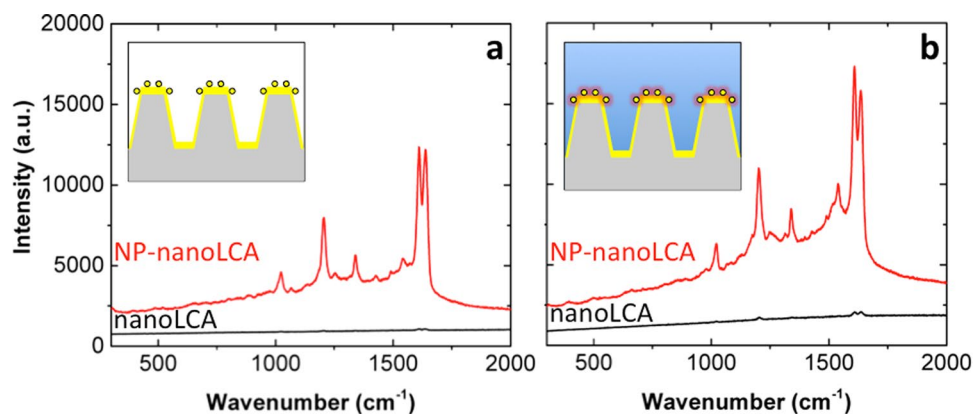 20000
15000
10000
5000
0
Intensity (a.u.)
a
NP-nanoLCA
nanoLCA
500
1000
1500
2000
Wavenumber (cm-1)
b
NP-nanoLCA
nanoLCA
500
1000
1500
2000
Wavenumber (cm-1)